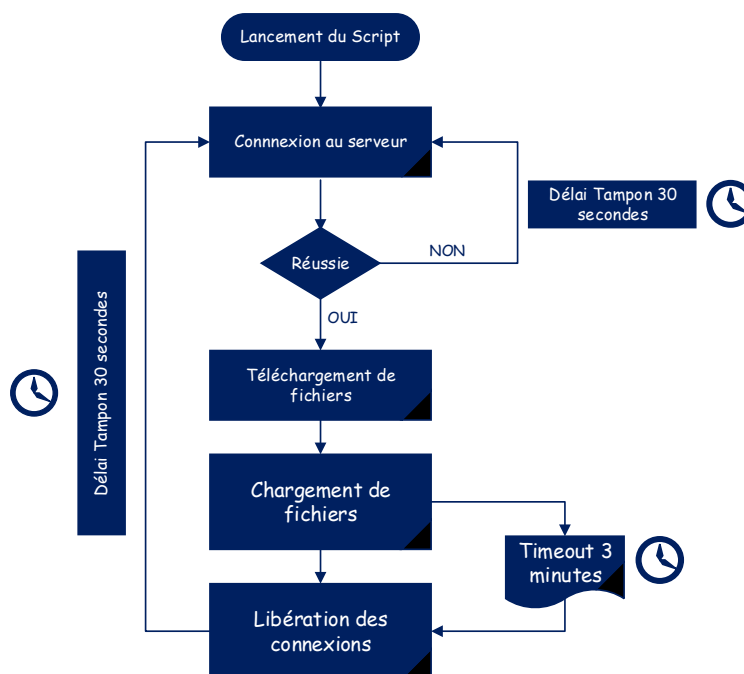 Lancement du Script
Connnexion au serveur
Délai Tampon 30
secondes
Réussie
NON
OUI
Délai Tampon 30 secondes
Téléchargement de
fichiers
Chargement de
fichiers
Timeout 3
minutes
Libération des
connexions